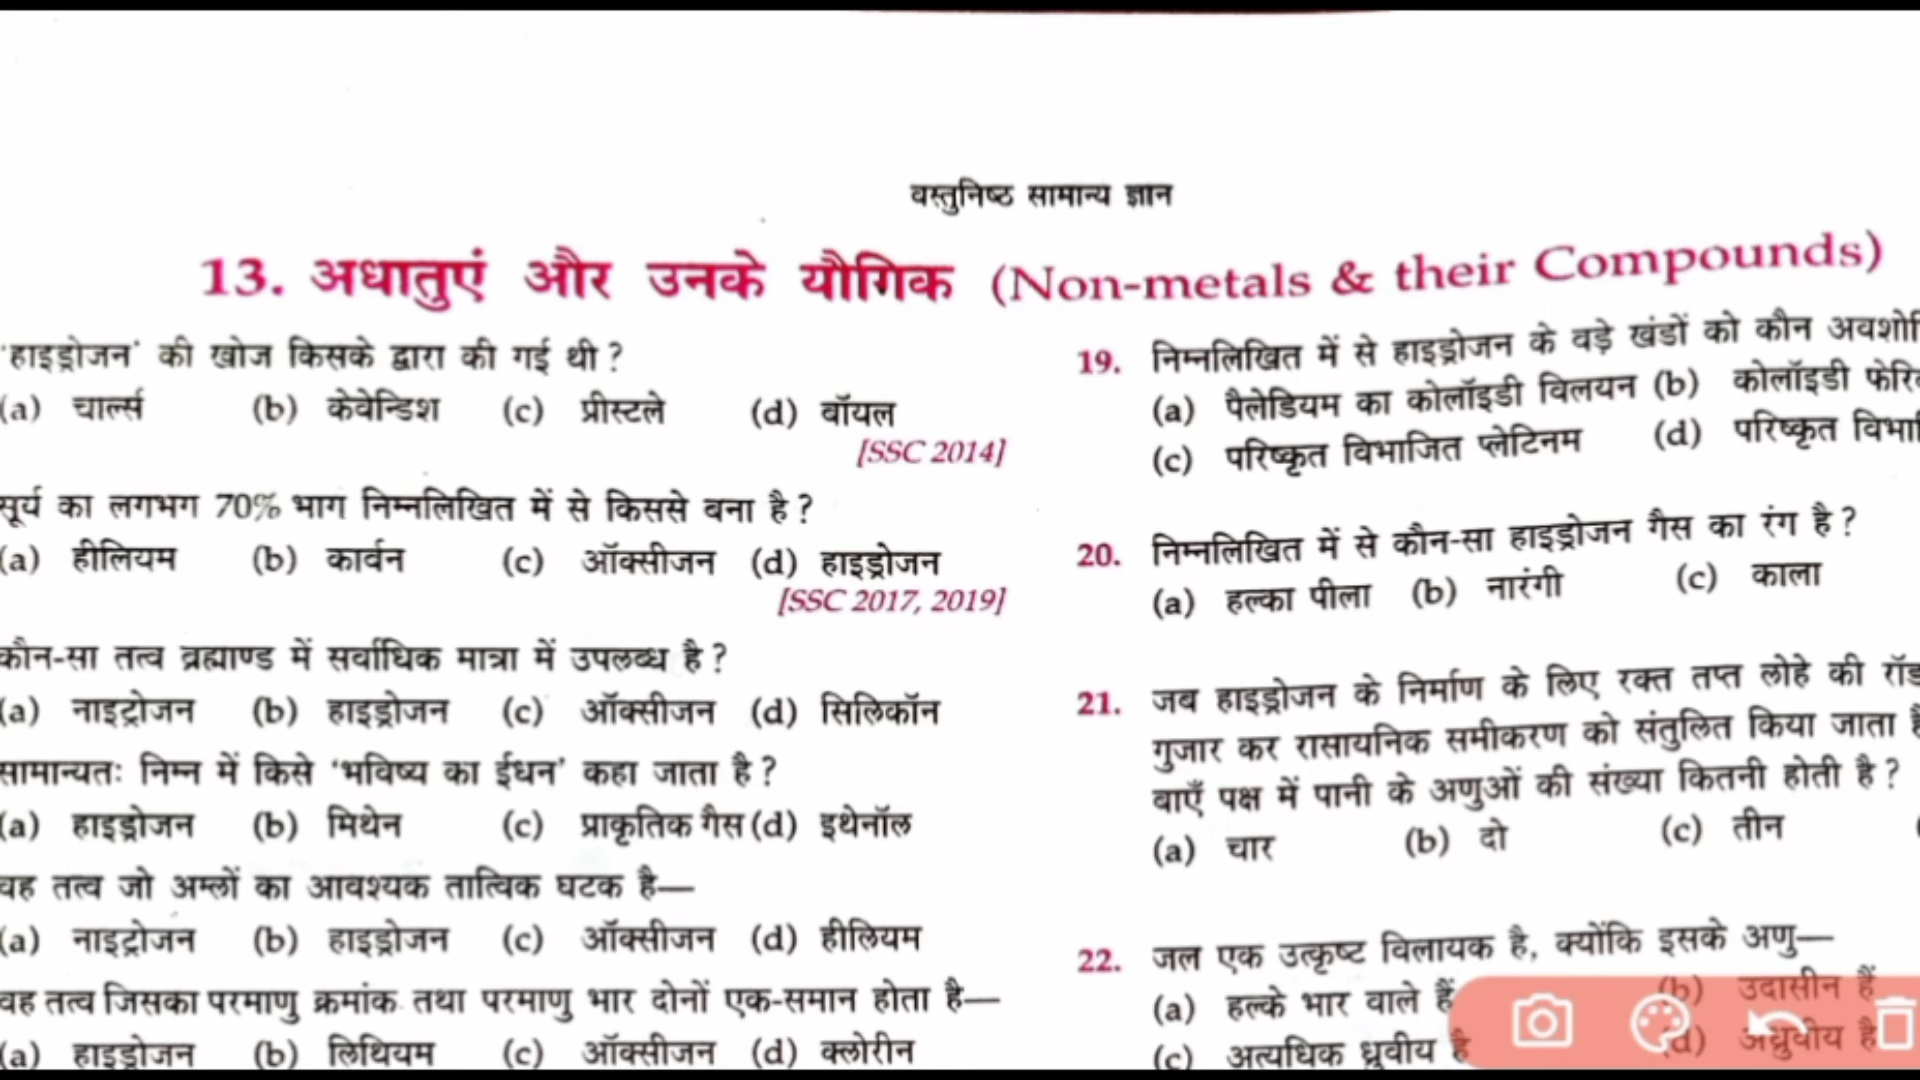 वस्तुनिष्ठ सामान्य ज्ञान
13. अधातुएं और उनके यौगिक (Non-metals & their Compounds)
'हाइड्रोजन' की खोज किसके द्वारा की गई थी ?
(a) चार्ल्स (b) केवेन्डिश (c) प्रीस्टले (d) बॉयल
[SSC 2014]
सूर्य का लगभग 70% भाग निम्नलिखित में से किससे बना है ?
(a) हीलियम (b) कार्बन (c) ऑक्सीजन (d) हाइड्रोजन
[SSC 2017, 2019]
कौन-सा तत्व ब्रह्माण्ड में सर्वाधिक मात्रा में उपलब्ध है ?
(a) नाइट्रोजन (b) हाइड्रोजन (c) ऑक्सीजन (d) सिलिकॉन
सामान्यतः निम्न में किसे 'भविष्य का ईधन' कहा जाता है ?
(a) हाइड्रोजन (b) मिथेन (c) प्राकृतिक गैस (d) इथेनॉल
वह तत्व जो अम्लों का आवश्यक तात्विक घटक है—
(a) नाइट्रोजन (b) हाइड्रोजन (c) ऑक्सीजन (d) हीलियम
वह तत्व जिसका परमाणु क्रमांक तथा परमाणु भार दोनों एक-समान होता है—
(a) हाइड्रोजन (b) लिथियम (c) ऑक्सीजन (d) क्लोरीन
19. निम्नलिखित में से हाइड्रोजन के बड़े खंडों को कौन
(a) पैलेडियम का कोलॉइडी विलयन (b) कोलॉइडी
(c) परिष्कृत विभाजित प्लेटिनम (d) परिष्कृत
20. निम्नलिखित में से कौन-सा हाइड्रोजन गैस का रंग है ?
(a) हल्का पीला (b) नारंगी (c) काला
21. जब हाइड्रोजन के निर्माण के लिए रक्त तप्त लोहे की
गुजार कर रासायनिक समीकरण को संतुलित किया जाता
बाएँ पक्ष में पानी के अणुओं की संख्या कितनी होती है ?
(a) चार (b) दो (c) तीन
22. जल एक उत्कृष्ट विलायक है, क्योंकि इसके अणु—
(a) हल्के भार वाले हैं (b) उदासीन हैं
(c) अत्यधिक ध्रुवीय है (d) अध्रुवीय है